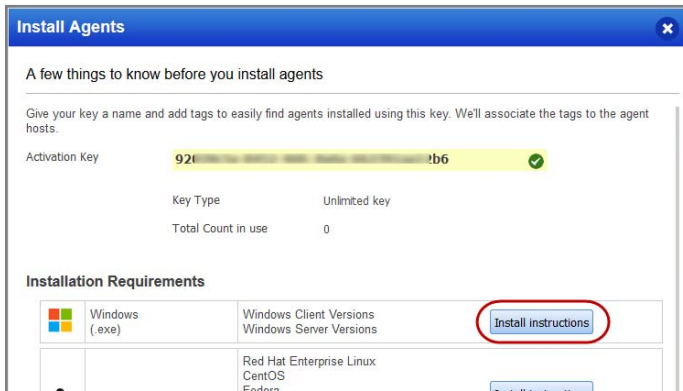 Install Agents
A few things to know before you install agents
Give your key a name and add tags to easily find agents installed using this key. We'll associate the tags to the agent
hosts.
Activation Key
Key Type Unlimited key
Total Count in use 0
Installation Requirements
Windows Windows Client Versions
(.exe) Windows Server Versions
Install instructions
Red Hat Enterprise Linux
CentOS
Fedora